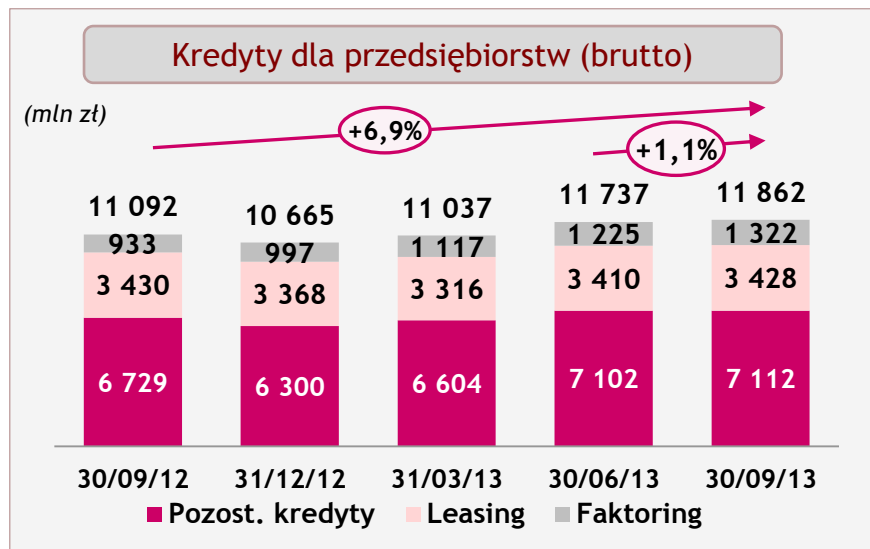 Kredyty dla przedsiębiorstw (brutto)
(mln zł)
+6,9%
+1,1%
11 092 10 665 11 037 11 737 11 862
933 997 1 117 1 225 1 322
3 430 3 368 3 316 3 410 3 428
6 729 6 300 6 604 7 102 7 112
30/09/12 31/12/12 31/03/13 30/06/13 30/09/13
Pozost. kredyty Leasing Faktoring